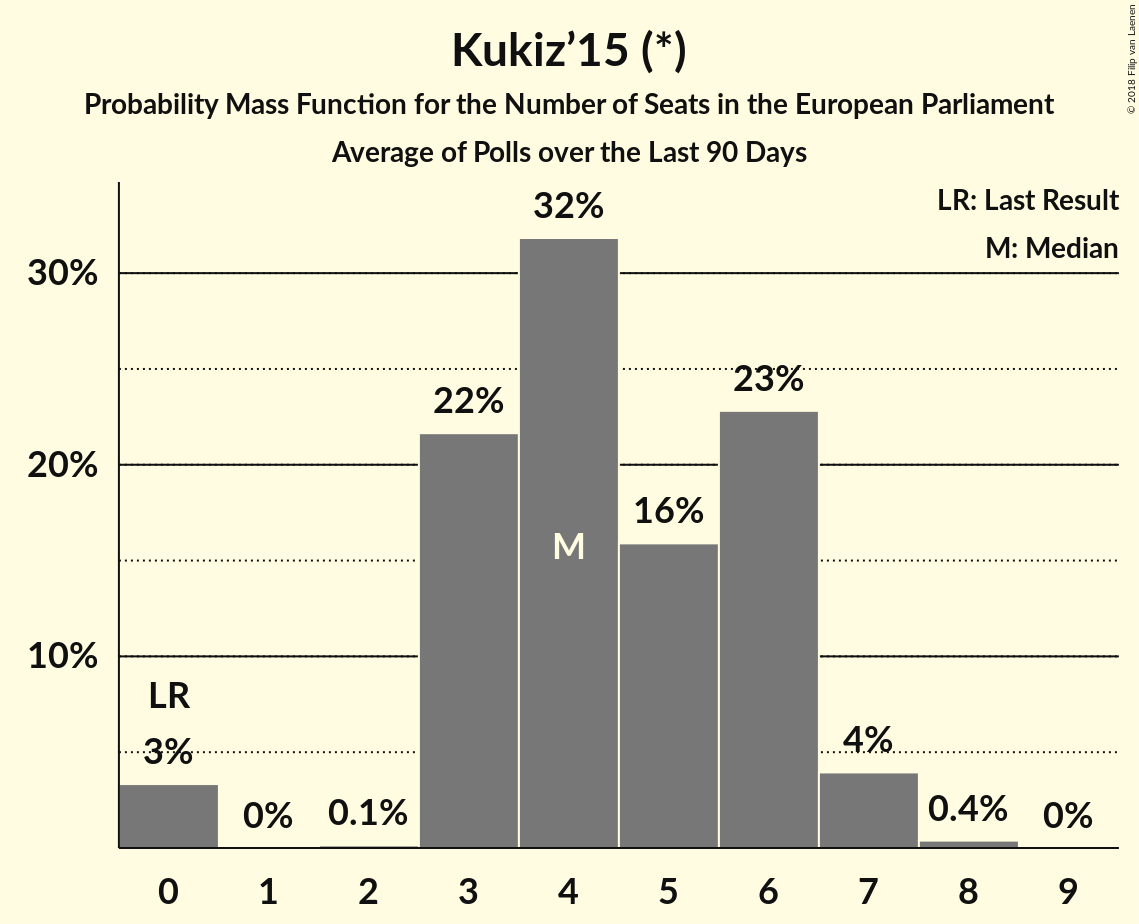 Kukiz’15 (*)
Probability Mass Function for the Number of Seats in the European Parliament
Average of Polls over the Last 90 Days
© 2018 Filip van Laenen
LR: Last Result
M: Median
30%
20%
10%
LR
3%
0%
0.1%
22%
32%
M
16%
23%
4%
0.4%
0%
0 1 2 3 4 5 6 7 8 9